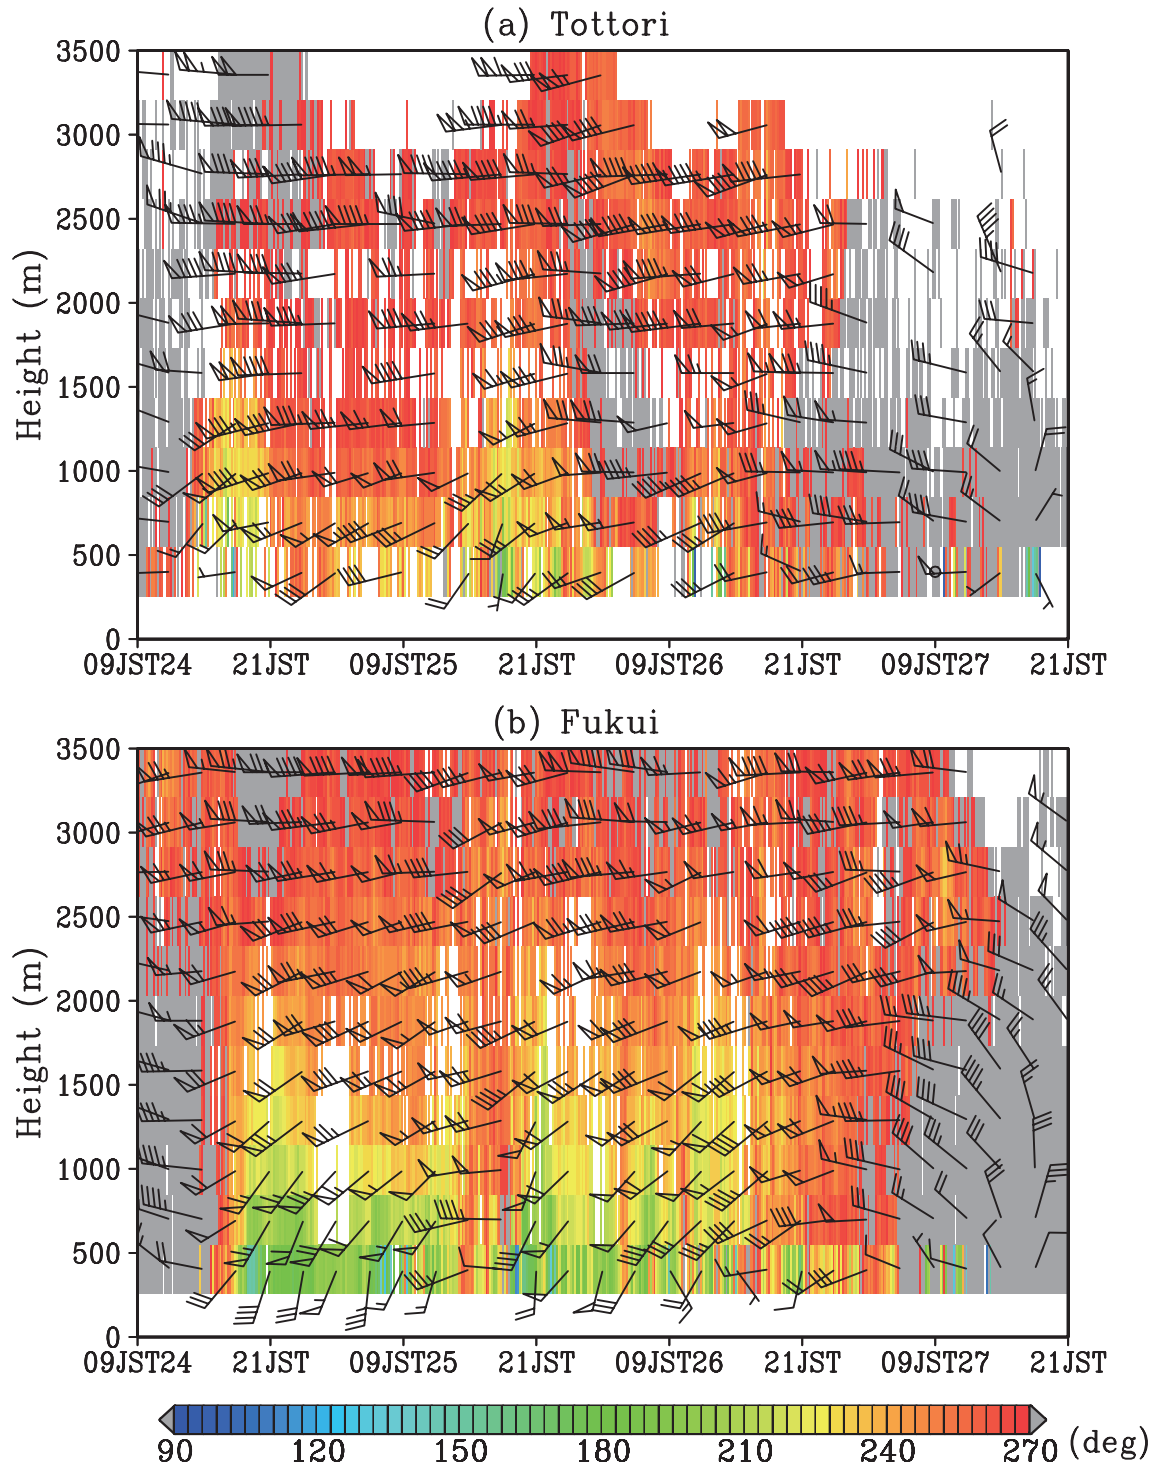 (a) Tottori
3500
3000
2500
2000
1500
1000
500
0
Height (m)
09JST24 21JST 09JST25 21JST 09JST26 21JST 09JST27 21JST
(b) Fukui
3500
3000
2500
2000
1500
1000
500
0
Height (m)
09JST24 21JST 09JST25 21JST 09JST26 21JST 09JST27 21JST
90 120 150 180 210 240 270 (deg)